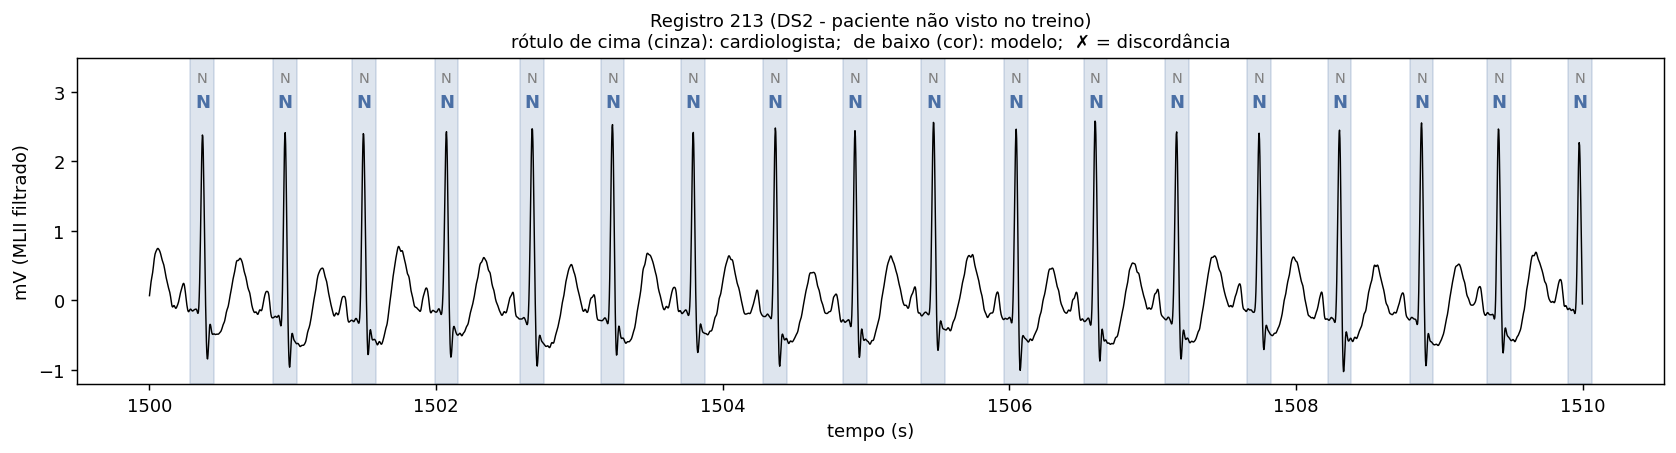 Registro 213 (DS2 - paciente não visto no treino)
rótulo de cima (cinza): cardiologista;  de baixo (cor): modelo;  ✗ = discordância
N N N N N N N N N N N N N N N N N N
N N N N N N N N N N N N N N N N N N
3
2
1
0
−1
mV (MLII filtrado)
1500 1502 1504 1506 1508 1510
tempo (s)